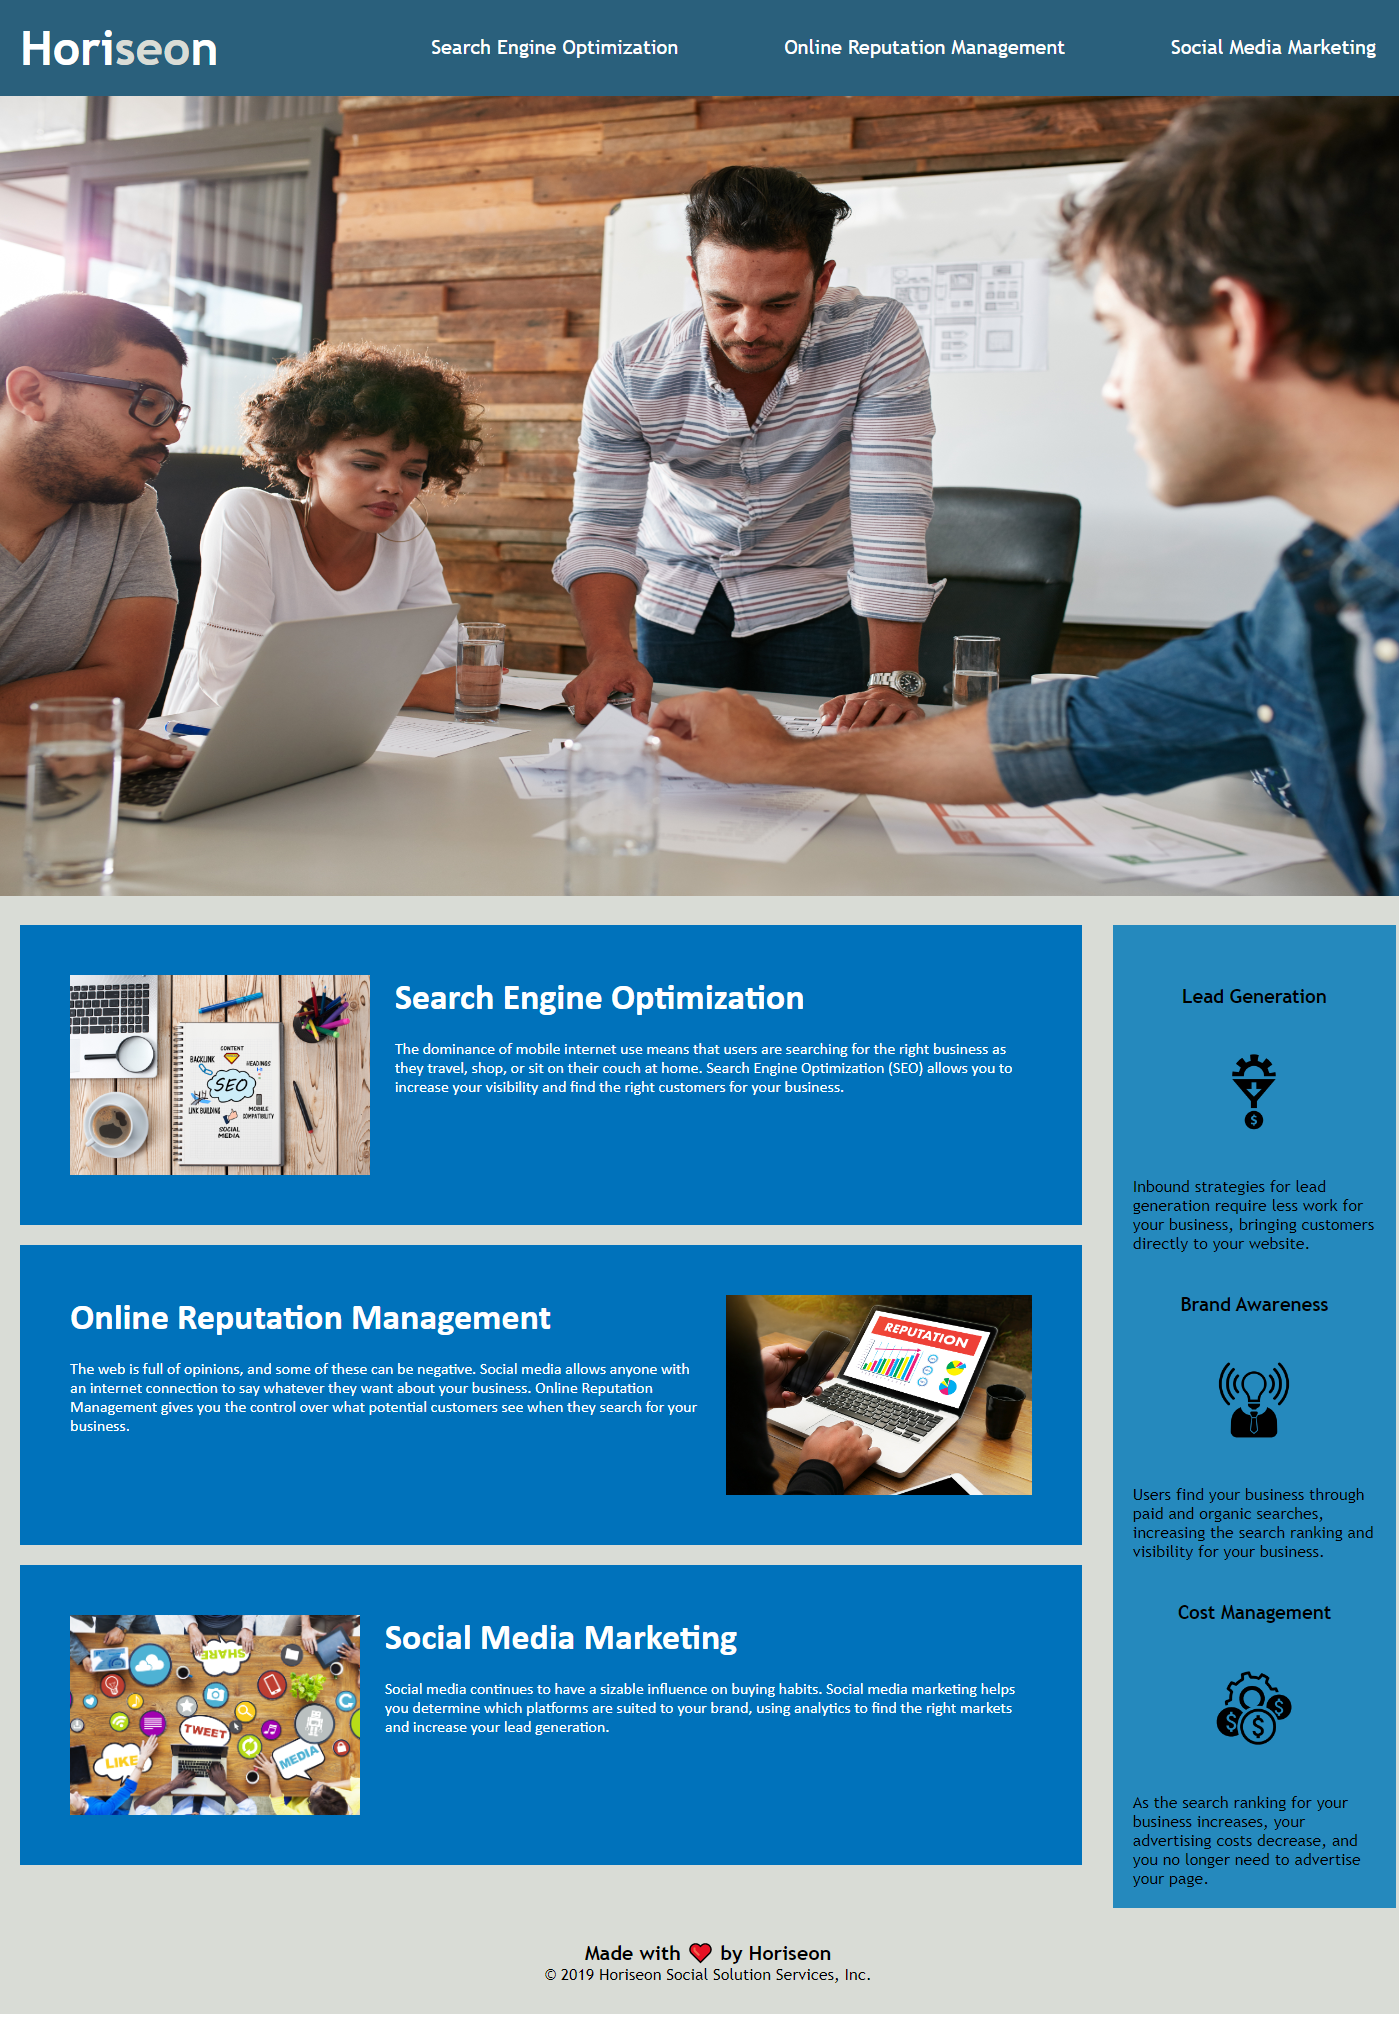 Horiseon
Search Engine Optimization
Online Reputation Management
Social Media Marketing
CONTENT
BACKLINK
HEADINGS
SEO
LINK BUILDING
MOBILE
COMPATIBILITY
SOCIAL
MEDIA
Search Engine Optimization
The dominance of mobile internet use means that users are searching for the right business as
they travel, shop, or sit on their couch at home. Search Engine Optimization (SEO) allows you to
increase your visibility and find the right customers for your business.
Online Reputation Management
The web is full of opinions, and some of these can be negative. Social media allows anyone with
an internet connection to say whatever they want about your business. Online Reputation
Management gives you the control over what potential customers see when they search for your
business.
REPUTATION
SHARE
TWEET
LIKE
MEDIA
Social Media Marketing
Social media continues to have a sizable influence on buying habits. Social media marketing helps
you determine which platforms are suited to your brand, using analytics to find the right markets
and increase your lead generation.
Lead Generation
$
Inbound strategies for lead
generation require less work for
your business, bringing customers
directly to your website.
Brand Awareness
Users find your business through
paid and organic searches,
increasing the search ranking and
visibility for your business.
Cost Management
$ $ $
As the search ranking for your
business increases, your
advertising costs decrease, and
you no longer need to advertise
your page.
Made with ❤️ by Horiseon
© 2019 Horiseon Social Solution Services, Inc.